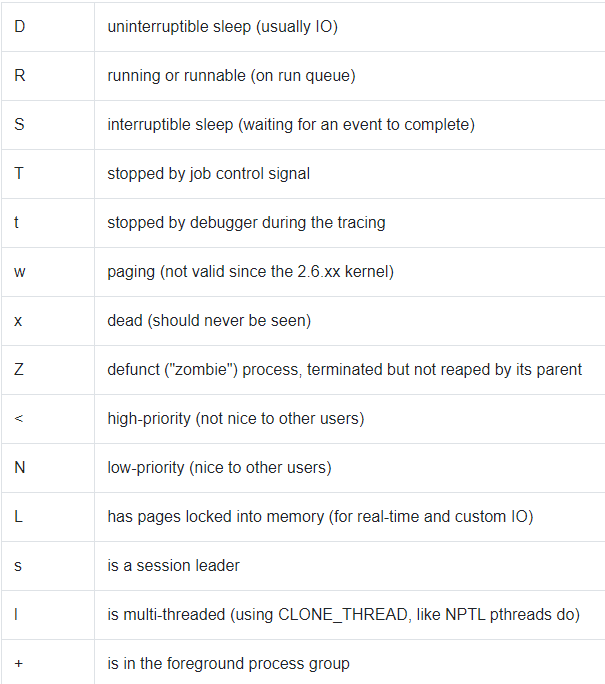 D uninterruptible sleep (usually IO)
R running or runnable (on run queue)
S interruptible sleep (waiting for an event to complete)
T stopped by job control signal
t stopped by debugger during the tracing
w paging (not valid since the 2.6.xx kernel)
x dead (should never be seen)
Z defunct ("zombie") process, terminated but not reaped by its parent
< high-priority (not nice to other users)
N low-priority (nice to other users)
L has pages locked into memory (for real-time and custom IO)
s is a session leader
l is multi-threaded (using CLONE_THREAD, like NPTL pthreads do)
+ is in the foreground process group